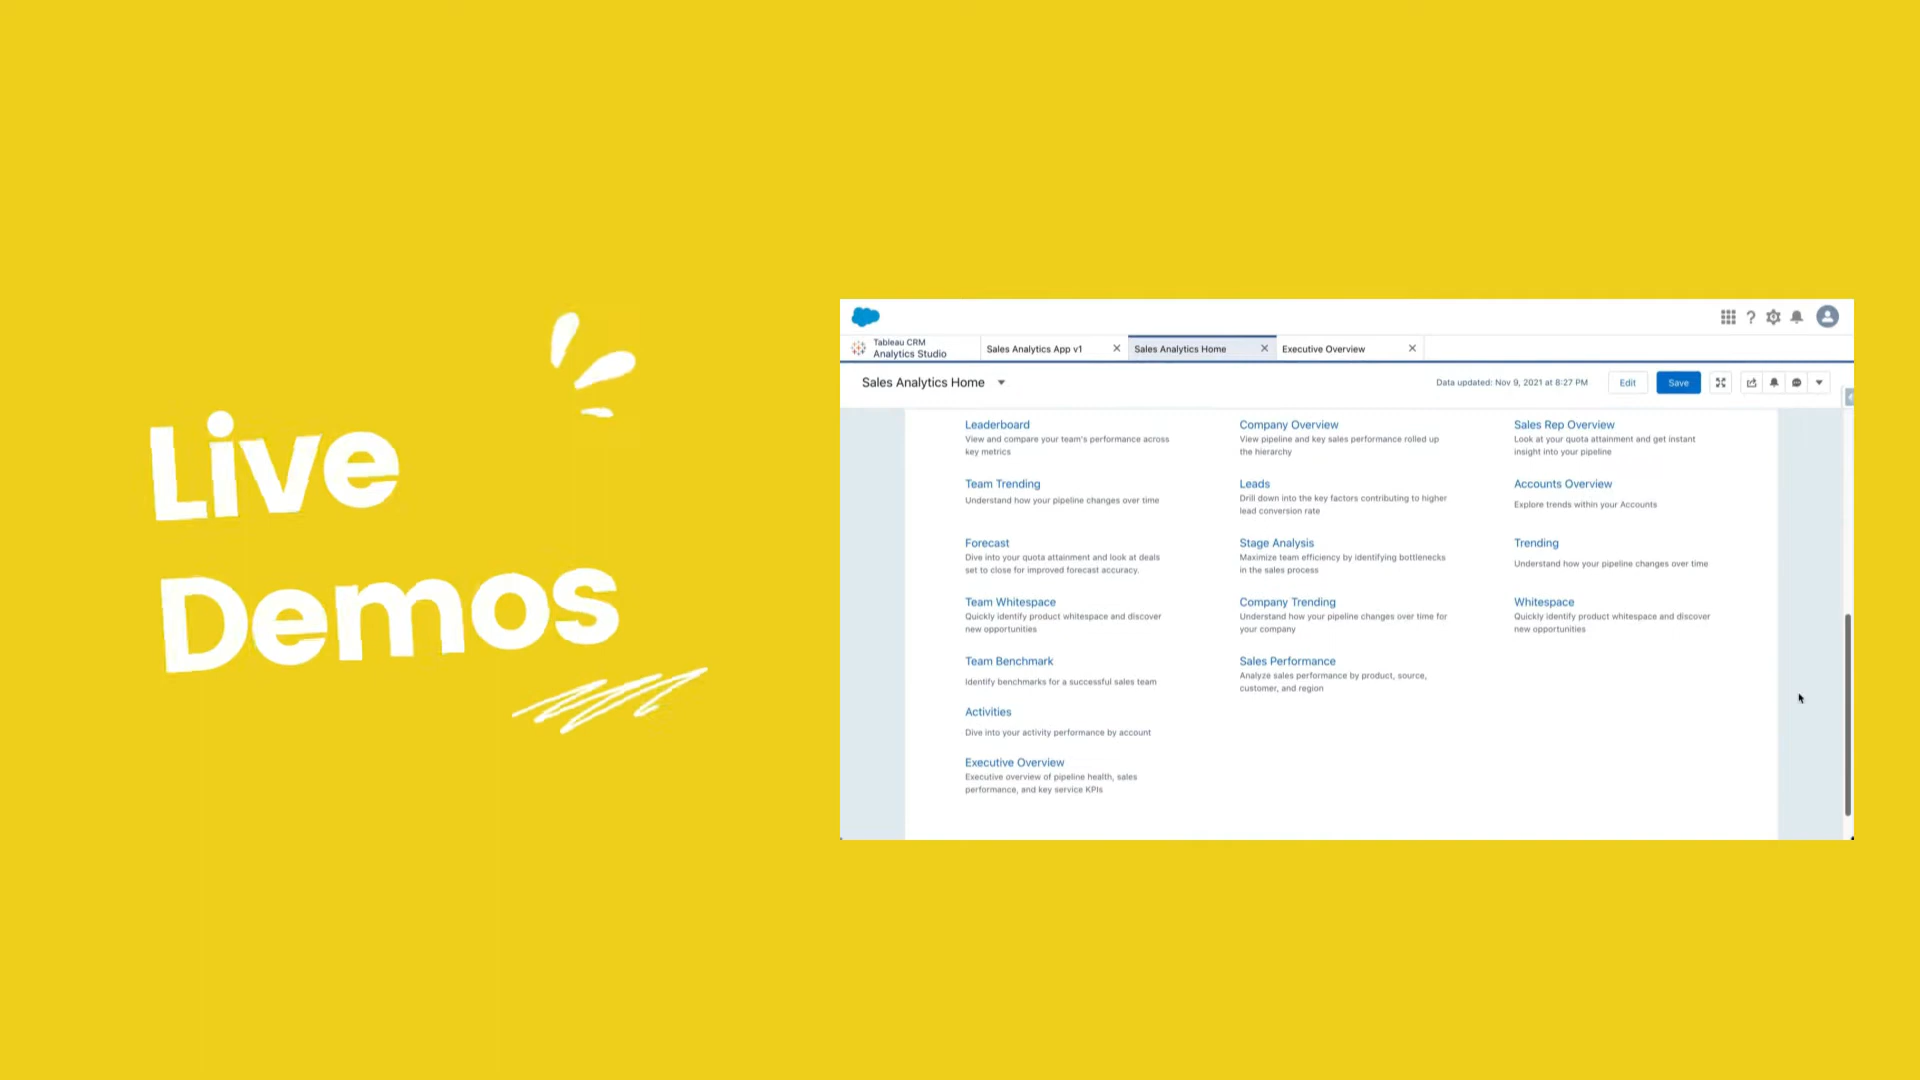 Live
Demos
Tableau CRM
Analytics Studio
Sales Analytics App v1
Sales Analytics Home
Executive Overview
Sales Analytics Home
Data updated: Nov 9, 2021 at 8:27 PM
Edit
Save
Leaderboard
View and compare your team's performance across
key metrics
Team Trending
Understand how your pipeline changes over time
Forecast
Dive into your quota attainment and look at deals
set to close for improved forecast accuracy.
Team Whitespace
Quickly identify product whitespace and discover
new opportunities
Team Benchmark
Identify benchmarks for a successful sales team
Activities
Dive into your activity performance by account
Executive Overview
Executive overview of pipeline health, sales
performance, and key service KPIs
Company Overview
View pipeline and key sales performance rolled up
the hierarchy
Leads
Drill down into the key factors contributing to higher
lead conversion rate
Stage Analysis
Maximize team efficiency by identifying bottlenecks
in the sales process
Company Trending
Understand how your pipeline changes over time for
your company
Sales Performance
Analyze sales performance by product, source,
customer, and region
Sales Rep Overview
Look at your quota attainment and get instant
insight into your pipeline
Accounts Overview
Explore trends within your Accounts
Trending
Understand how your pipeline changes over time
Whitespace
Quickly identify product whitespace and discover
new opportunities